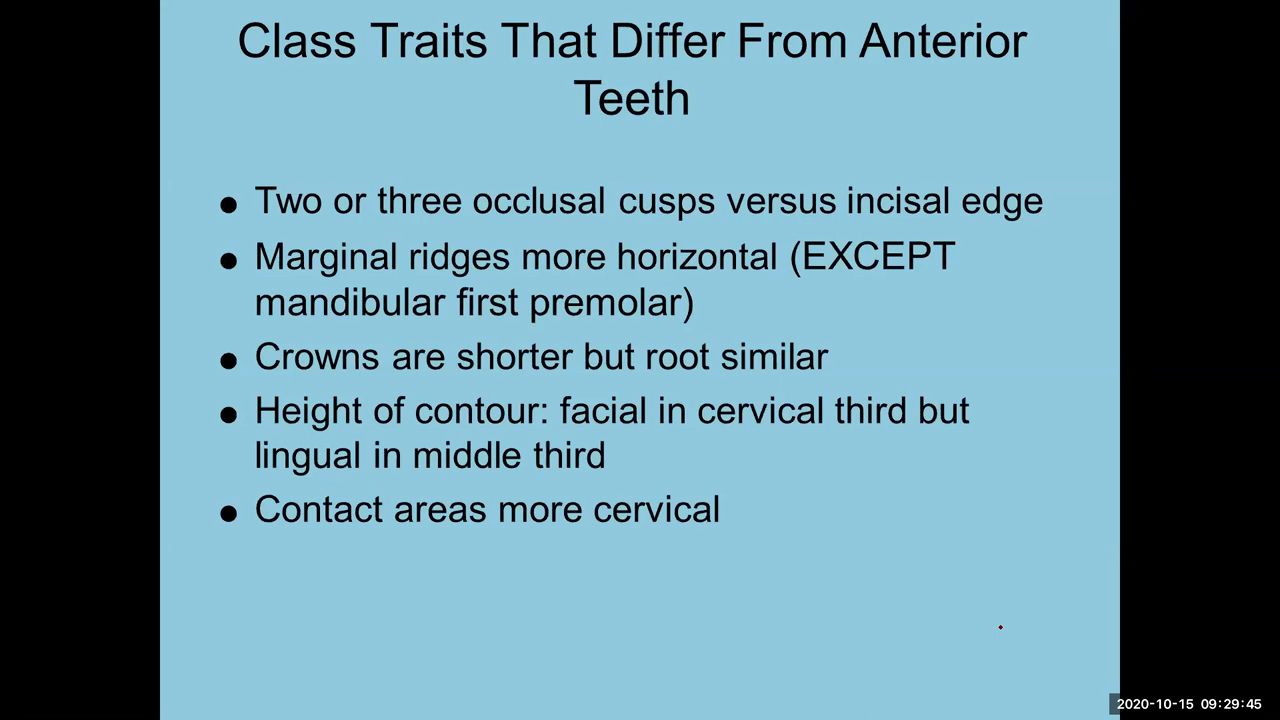 Class Traits That Differ From Anterior
Teeth
● Two or three occlusal cusps versus incisal edge
● Marginal ridges more horizontal (EXCEPT
mandibular first premolar)
● Crowns are shorter but root similar
● Height of contour: facial in cervical third but
lingual in middle third
● Contact areas more cervical
2020-10-15 09:29:45